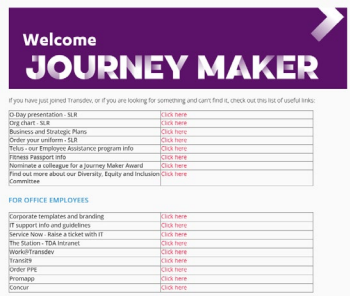 Welcome
JOURNEY MAKER
If you have just joined Transdev, or if you are looking for something and can't find it, check out this list of useful links:
O-Day presentation - SLR Click here
Org chart - SLR Click here
Business and Strategic Plans Click here
Order your uniform - SLR Click here
Telus - our Employee Assistance program info Click here
Fitness Passport info Click here
Nominate a colleague for a Journey Maker Award Click here
Find out more about our Diversity, Equity and Inclusion Click here
Committee
FOR OFFICE EMPLOYEES
Corporate templates and branding Click here
IT support info and guidelines Click here
Service Now - Raise a ticket with IT Click here
The Station - TDA Intranet Click here
Work@Transdev Click here
Transit9 Click here
Order PPE Click here
Promapp Click here
Concur Click here